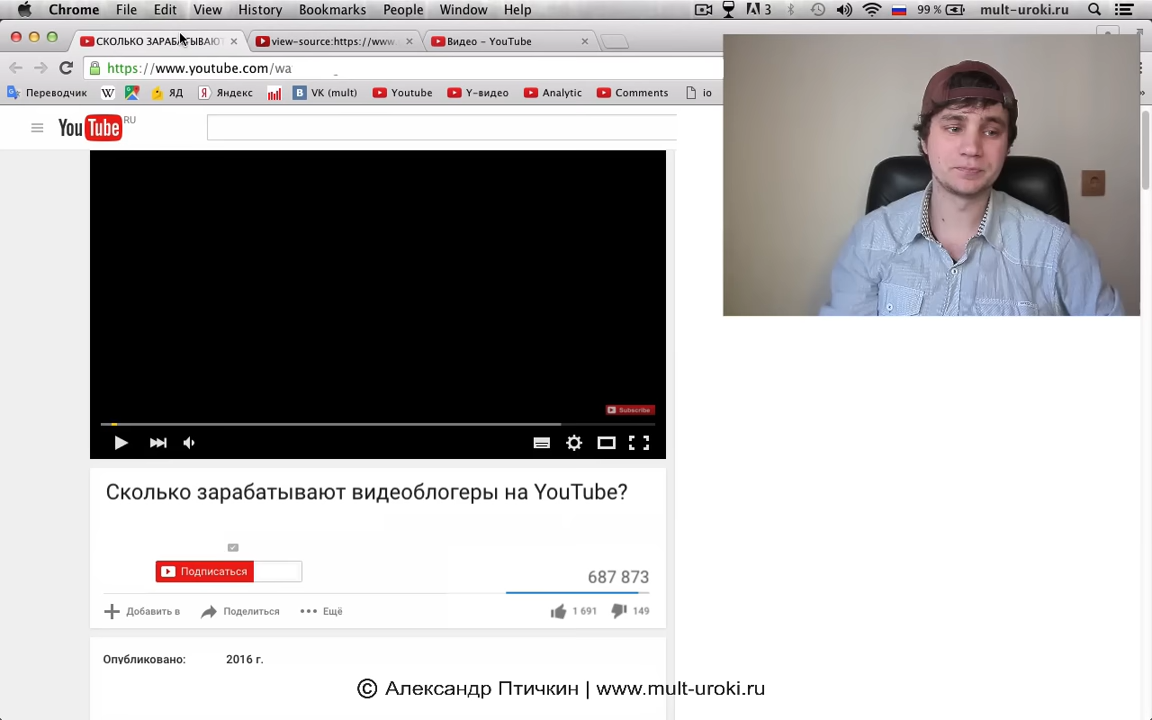 Chrome File Edit View History Bookmarks People Window Help 3 99 % mult-uroki.ru
СКОЛЬКО ЗАРАБАТЫВАЮТ view-source:https://www Видео - YouTube
https://www.youtube.com/wa
Переводчик W ЯД Я Яндекс B VK (mult) Youtube Y-видео Analytic Comments io »
YouTube RU
Subscribe
Сколько зарабатывают видеоблогеры на YouTube?
Подписаться
687 873
Добавить в Поделиться Ещё 1 691 149
Опубликовано: 2016 г.
© Александр Птичкин | www.mult-uroki.ru